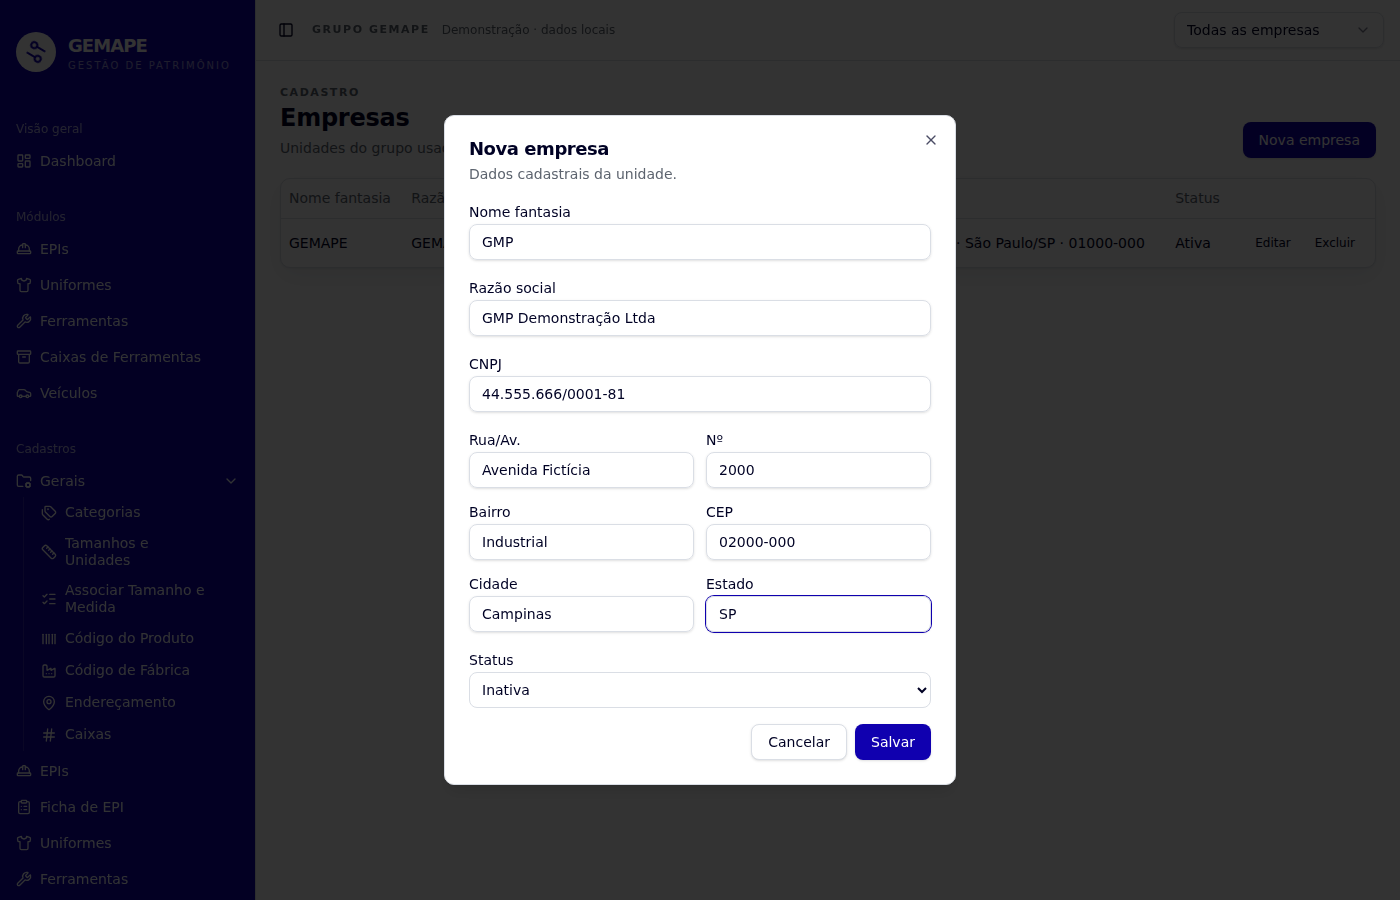 GEMAPE
GESTÃO DE PATRIMÔNIO
Visão geral
Dashboard
Módulos
EPIs
Uniformes
Ferramentas
Caixas de Ferramentas
Veículos
Cadastros
Gerais
Categorias
Tamanhos e
Unidades
Associar Tamanho e
Medida
Código do Produto
Código de Fábrica
Endereçamento
Caixas
EPIs
Ficha de EPI
Uniformes
Ferramentas
GRUPO GEMAPE Demonstração · dados locais
Todas as empresas
CADASTRO
Empresas
Unidades do grupo
Nova empresa
Nome fantasia Status
GEMAPE · São Paulo/SP · 01000-000 Ativa Editar Excluir
Nova empresa
Dados cadastrais da unidade.
Nome fantasia
GMP
Razão social
GMP Demonstração Ltda
CNPJ
44.555.666/0001-81
Rua/Av. Nº
Avenida Fictícia 2000
Bairro CEP
Industrial 02000-000
Cidade Estado
Campinas SP
Status
Inativa
Cancelar Salvar